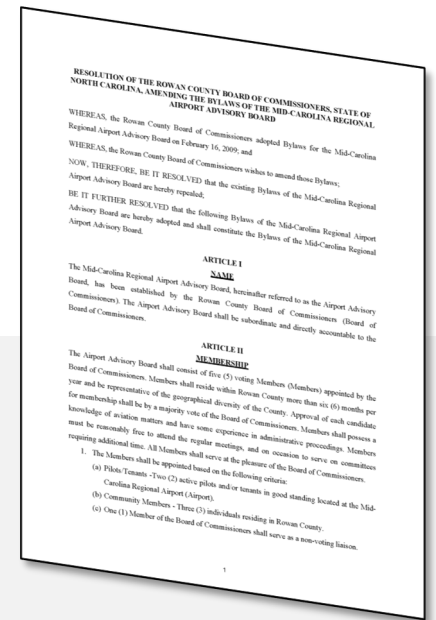 RESOLUTION OF THE ROWAN COUNTY BOARD OF COMMISSIONERS, STATE OF
NORTH CAROLINA, AMENDING THE BYLAWS OF THE MID-CAROLINA REGIONAL
AIRPORT ADVISORY BOARD
WHEREAS, the Rowan County Board of Commissioners adopted Bylaws for the Mid-Carolina
Regional Airport Advisory Board on February 16, 2009; and
WHEREAS, the Rowan County Board of Commissioners wishes to amend those Bylaws;
NOW, THEREFORE, BE IT RESOLVED that the existing Bylaws of the Mid-Carolina Regional
Airport Advisory Board are hereby repealed;
BE IT FURTHER RESOLVED that the following Bylaws of the Mid-Carolina Regional Airport
Advisory Board are hereby adopted and shall constitute the Bylaws of the Mid-Carolina Regional
Airport Advisory Board.
ARTICLE I
NAME
The Mid-Carolina Regional Airport Advisory Board, hereinafter referred to as the Airport Advisory
Board, has been established by the Rowan County Board of Commissioners (Board of
Commissioners). The Airport Advisory Board shall be subordinate and directly accountable to the
Board of Commissioners.
ARTICLE II
MEMBERSHIP
The Airport Advisory Board shall consist of five (5) voting Members (Members) appointed by the
Board of Commissioners. Members shall reside within Rowan County more than six (6) months per
year and be representative of the geographical diversity of the County. Approval of each candidate
for membership shall be by a majority vote of the Board of Commissioners. Members shall possess a
knowledge of aviation matters and have some experience in administrative proceedings. Members
must be reasonably free to attend the regular meetings, and on occasion to serve on committees
requiring additional time. All Members shall serve at the pleasure of the Board of Commissioners.
1. The Members shall be appointed based on the following criteria:
(a) Pilots/Tenants -Two (2) active pilots and/or tenants in good standing located at the Mid-
Carolina Regional Airport (Airport).
(b) Community Members - Three (3) individuals residing in Rowan County.
(c) One (1) Member of the Board of Commissioners shall serve as a non-voting liaison.
1